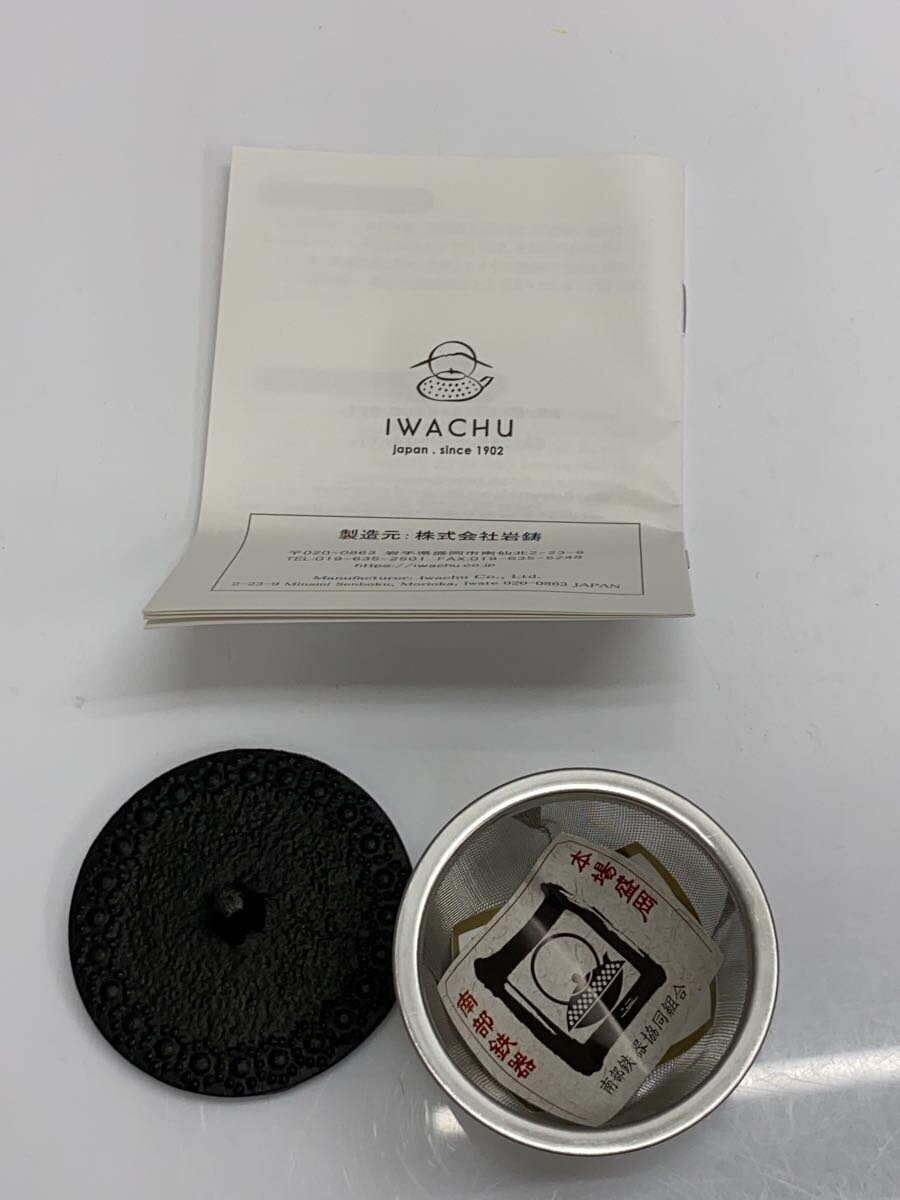 IWACHU
Japan . since 1902
製造元: 株式会社岩鋳
〒020-0863 岩手県盛岡市南仙北2-23-9
TEL:019-635-2501 FAX:019-635-5248
https://iwachu.co.jp
Manufacturer: Iwachu Co., Ltd.
2-23-9 Minami Senboku, Morioka, Iwate 020-0863 JAPAN
本場盛岡
南部鉄器
南部鉄器協同組合